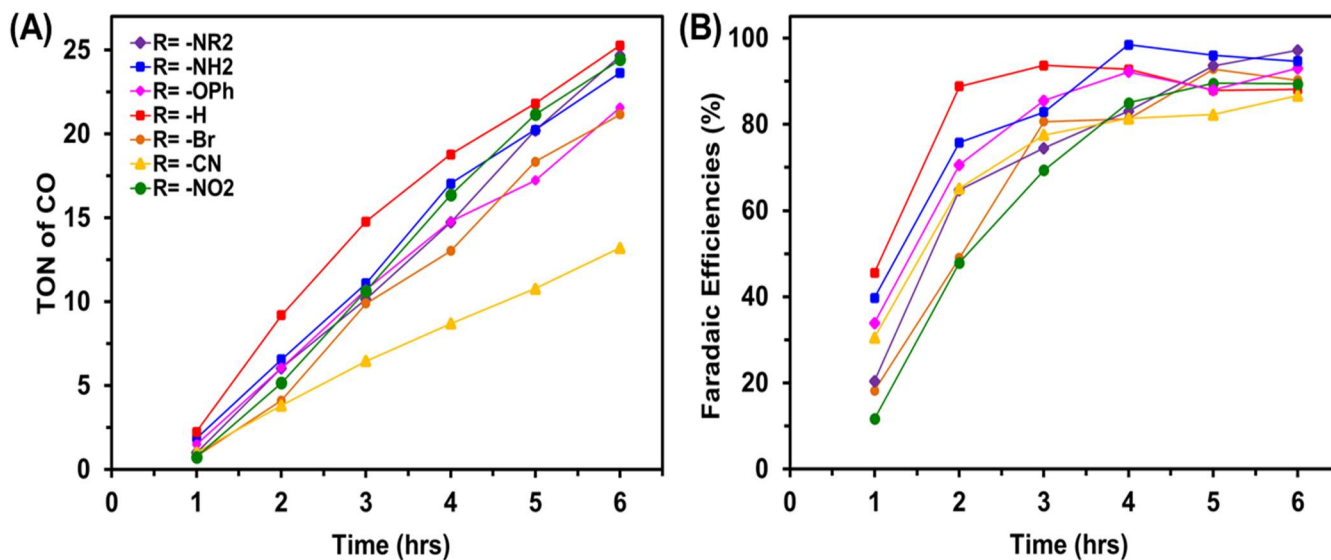 (A)
TON of CO
25
20
15
10
5
0
R= -NR2
R= -NH2
R= -OPh
R= -H
R= -Br
R= -CN
R= -NO2
0 1 2 3 4 5 6
Time (hrs)
(B)
Faradaic Efficiencies (%)
100
80
60
40
20
0
0 1 2 3 4 5 6
Time (hrs)